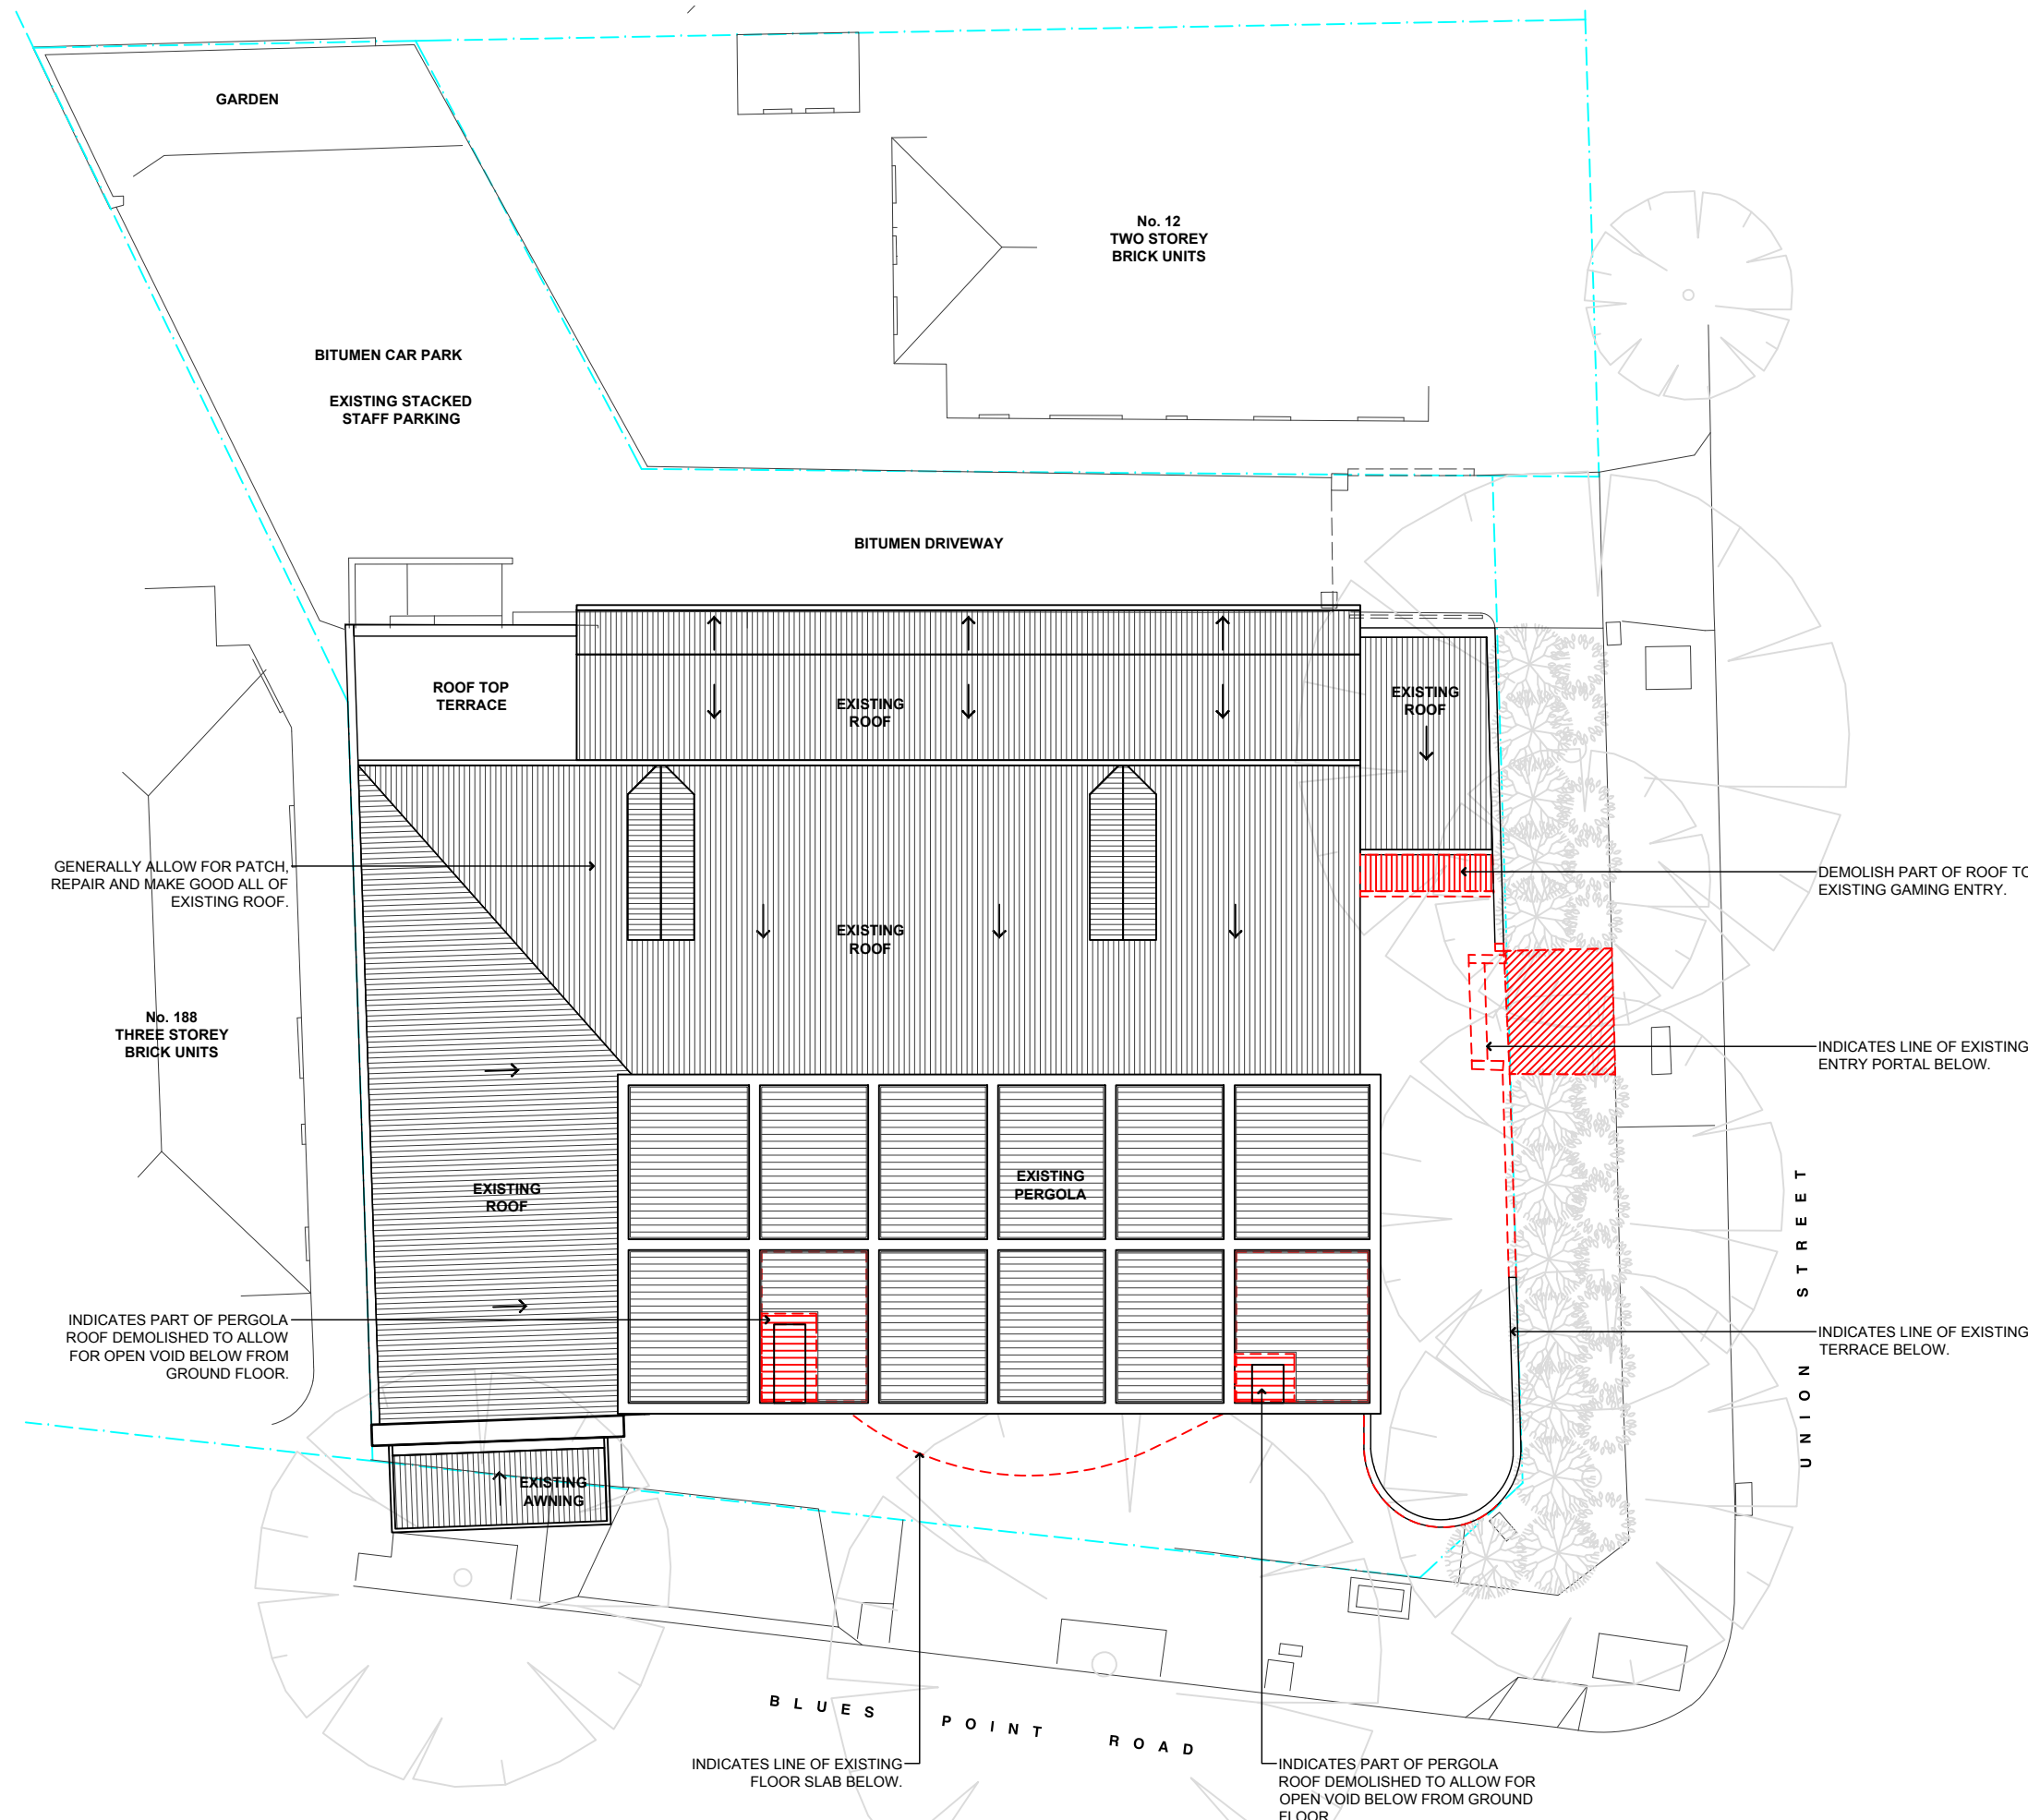 GARDEN
No. 12
TWO STOREY
BRICK UNITS
BITUMEN CAR PARK
EXISTING STACKED
STAFF PARKING
BITUMEN DRIVEWAY
ROOF TOP
TERRACE
EXISTING
ROOF
EXISTING
ROOF
GENERALLY ALLOW FOR PATCH,
REPAIR AND MAKE GOOD ALL OF
EXISTING ROOF.
EXISTING
ROOF
DEMOLISH PART OF ROOF TO
EXISTING GAMING ENTRY.
No. 188
THREE STOREY
BRICK UNITS
INDICATES LINE OF EXISTING
ENTRY PORTAL BELOW.
EXISTING
ROOF
EXISTING
PERGOLA
UNION STREET
INDICATES PART OF PERGOLA
ROOF DEMOLISHED TO ALLOW
FOR OPEN VOID BELOW FROM
GROUND FLOOR.
INDICATES LINE OF EXISTING
TERRACE BELOW.
EXISTING
AWNING
BLUES POINT ROAD
INDICATES LINE OF EXISTING
FLOOR SLAB BELOW.
INDICATES PART OF PERGOLA
ROOF DEMOLISHED TO ALLOW FOR
OPEN VOID BELOW FROM GROUND
FLOOR